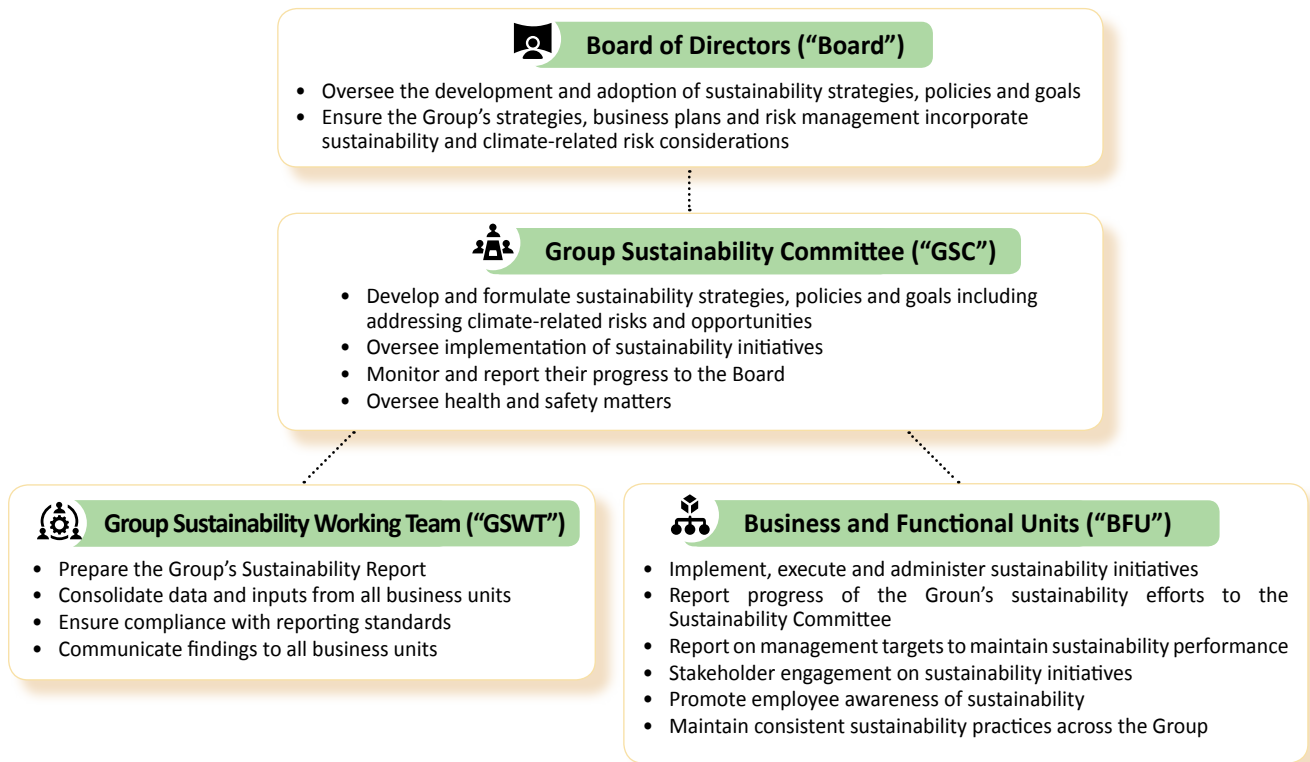 Board of Directors (“Board”)
• Oversee the development and adoption of sustainability strategies, policies and goals
• Ensure the Group’s strategies, business plans and risk management incorporate
sustainability and climate-related risk considerations
Group Sustainability Committee (“GSC”)
• Develop and formulate sustainability strategies, policies and goals including
addressing climate-related risks and opportunities
• Oversee implementation of sustainability initiatives
• Monitor and report their progress to the Board
• Oversee health and safety matters
Group Sustainability Working Team (“GSWT”)
• Prepare the Group’s Sustainability Report
• Consolidate data and inputs from all business units
• Ensure compliance with reporting standards
• Communicate findings to all business units
Business and Functional Units (“BFU”)
• Implement, execute and administer sustainability initiatives
• Report progress of the Groun’s sustainability efforts to the
Sustainability Committee
• Report on management targets to maintain sustainability performance
• Stakeholder engagement on sustainability initiatives
• Promote employee awareness of sustainability
• Maintain consistent sustainability practices across the Group